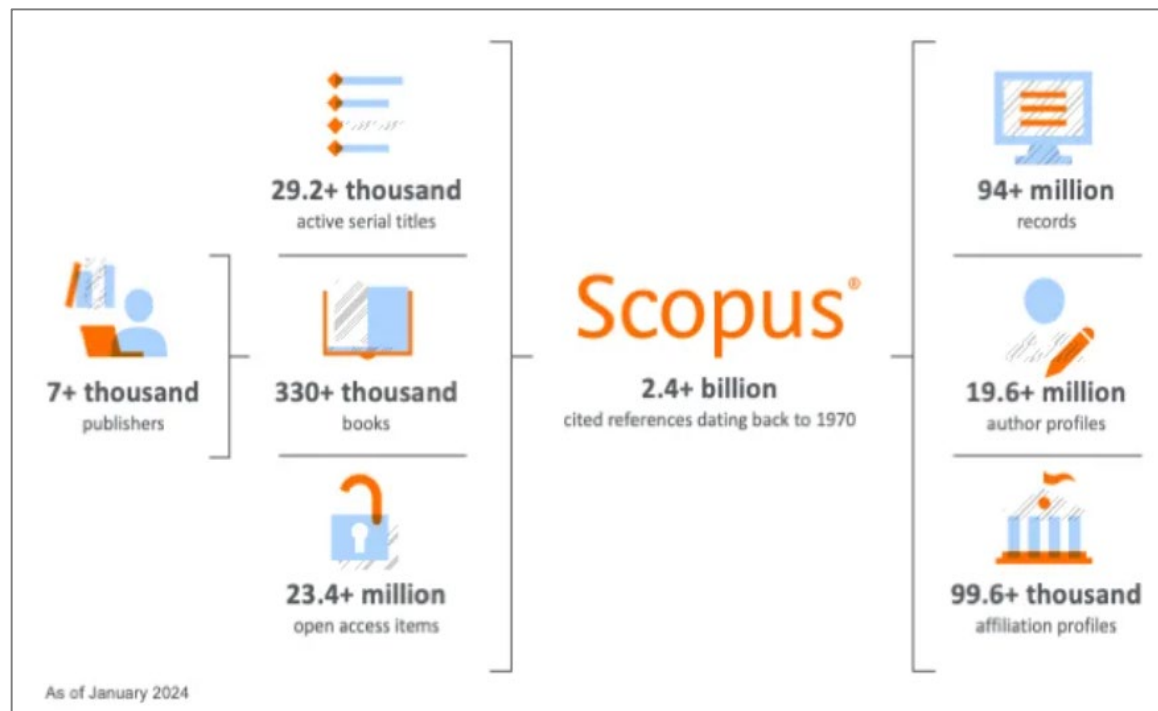 29.2+ thousand
active serial titles
7+ thousand
publishers
330+ thousand
books
23.4+ million
open access items
Scopus®
2.4+ billion
cited references dating back to 1970
94+ million
records
19.6+ million
author profiles
99.6+ thousand
affiliation profiles
As of January 2024